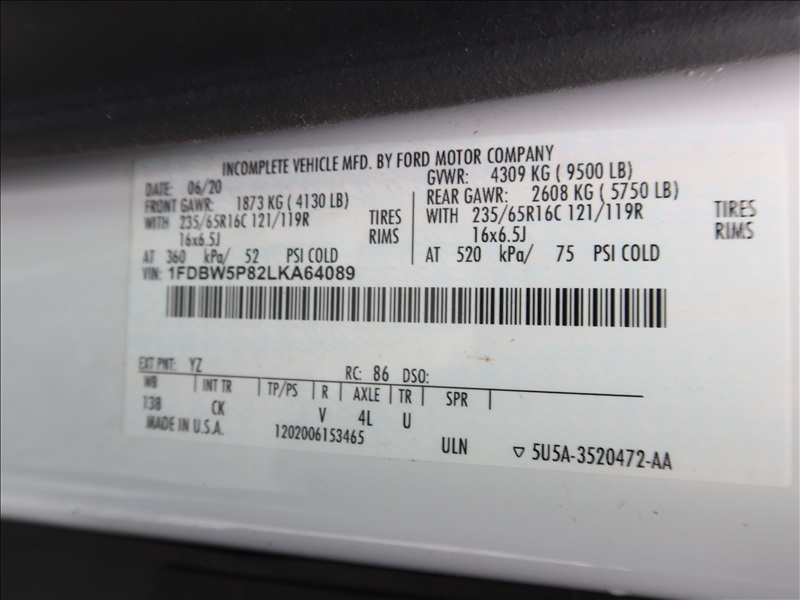 INCOMPLETE VEHICLE MFD. BY FORD MOTOR COMPANY
DATE: 06/20 GVWR: 4309 KG ( 9500 LB)
FRONT GAWR: 1873 KG ( 4130 LB) REAR GAWR: 2608 KG ( 5750 LB)
WITH 235/65R16C 121/119R TIRES WITH 235/65R16C 121/119R TIRES
16x6.5J RIMS 16x6.5J RIMS
AT 360 kPa/ 52 PSI COLD AT 520 kPa/ 75 PSI COLD
VIN: 1FDBW5P82LKA64089
EXT PNT: YZ RC: 86 DSO:
WB INT TR TP/PS R AXLE TR SPR
138 CK V 4L U
MADE IN U.S.A. 1202006153465 ULN ▽ 5U5A-3520472-AA